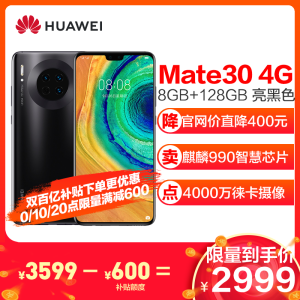 HUAWEI
Mate30 4G
8GB+128GB 亮黑色
降 官网价直降400元
卖 麒麟990智慧芯片
点 4000万徕卡摄像
08:08
双百亿补贴下单更优惠
0/10/20点限量满减600
限量到手价
¥3599 - ¥600 = ¥2999
补贴额度